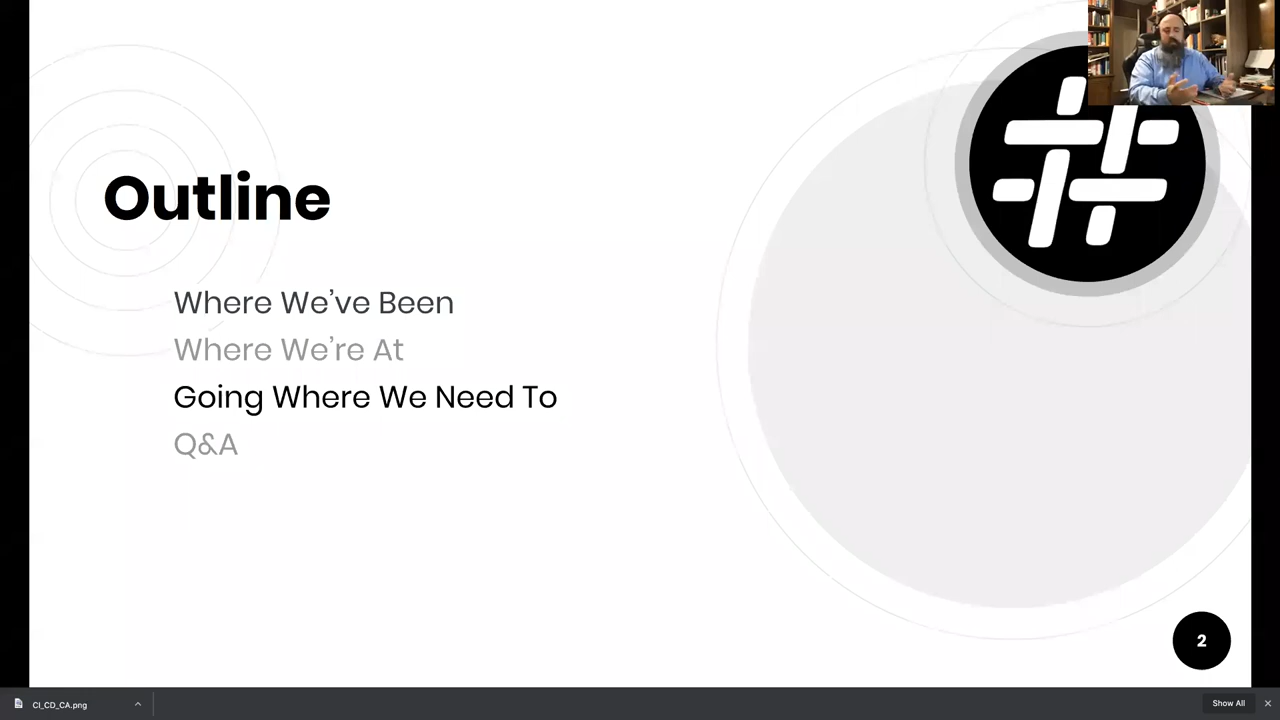 Outline
Where We've Been
Where We're At
Going Where We Need To
Q&A
2
CI_CD_CA.png
Show All